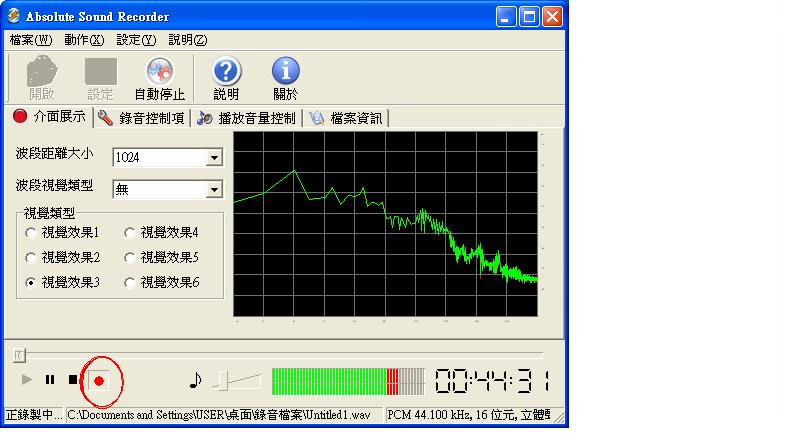 Absolute Sound Recorder
檔案(W) 動作(X) 設定(Y) 說明(Z)
開啟 設定 自動停止 說明 關於
介面展示 錄音控制項 播放音量控制 檔案資訊
波段距離大小 1024
波段視覺類型 無
視覺類型
視覺效果1 視覺效果4
視覺效果2 視覺效果5
視覺效果3 視覺效果6
00:44:31
正錄製中... C:\Documents and Settings\USER\桌面\錄音檔案\Untitled1.wav PCM 44.100 kHz, 16 位元, 立體